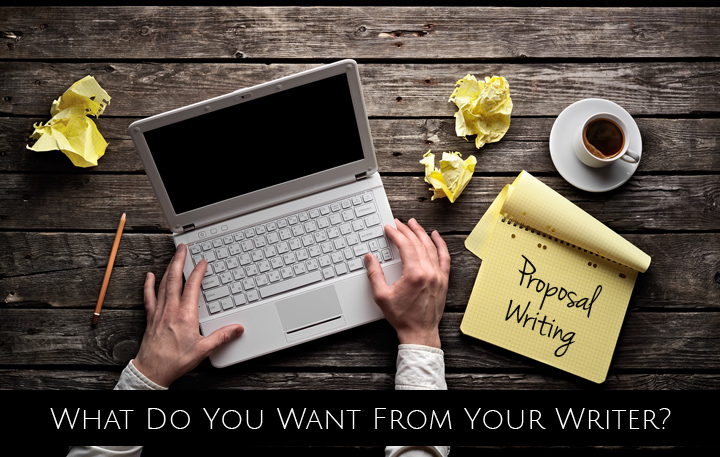 Proposal
Writing
What Do You Want From Your Writer?